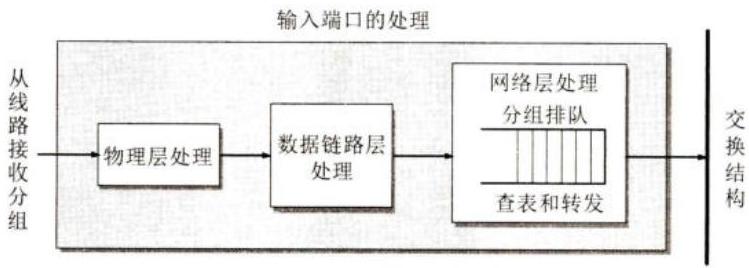 输入端口的处理
从线路接收分组
物理层处理
数据链路层
处理
网络层处理
分组排队
查表和转发
交换结构